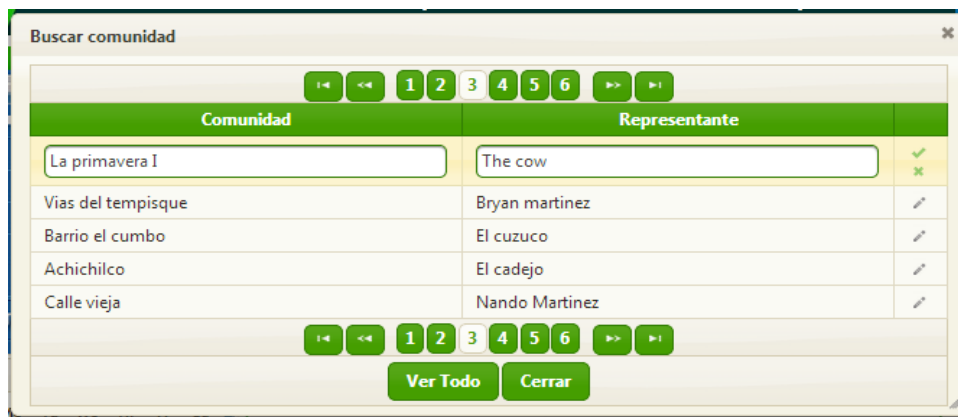 Buscar comunidad
1 2 3 4 5 6
Comunidad Representante
La primavera I The cow
Vias del tempisque Bryan martinez
Barrio el cumbo El cuzuco
Achichilco El cadejo
Calle vieja Nando Martinez
1 2 3 4 5 6
Ver Todo Cerrar